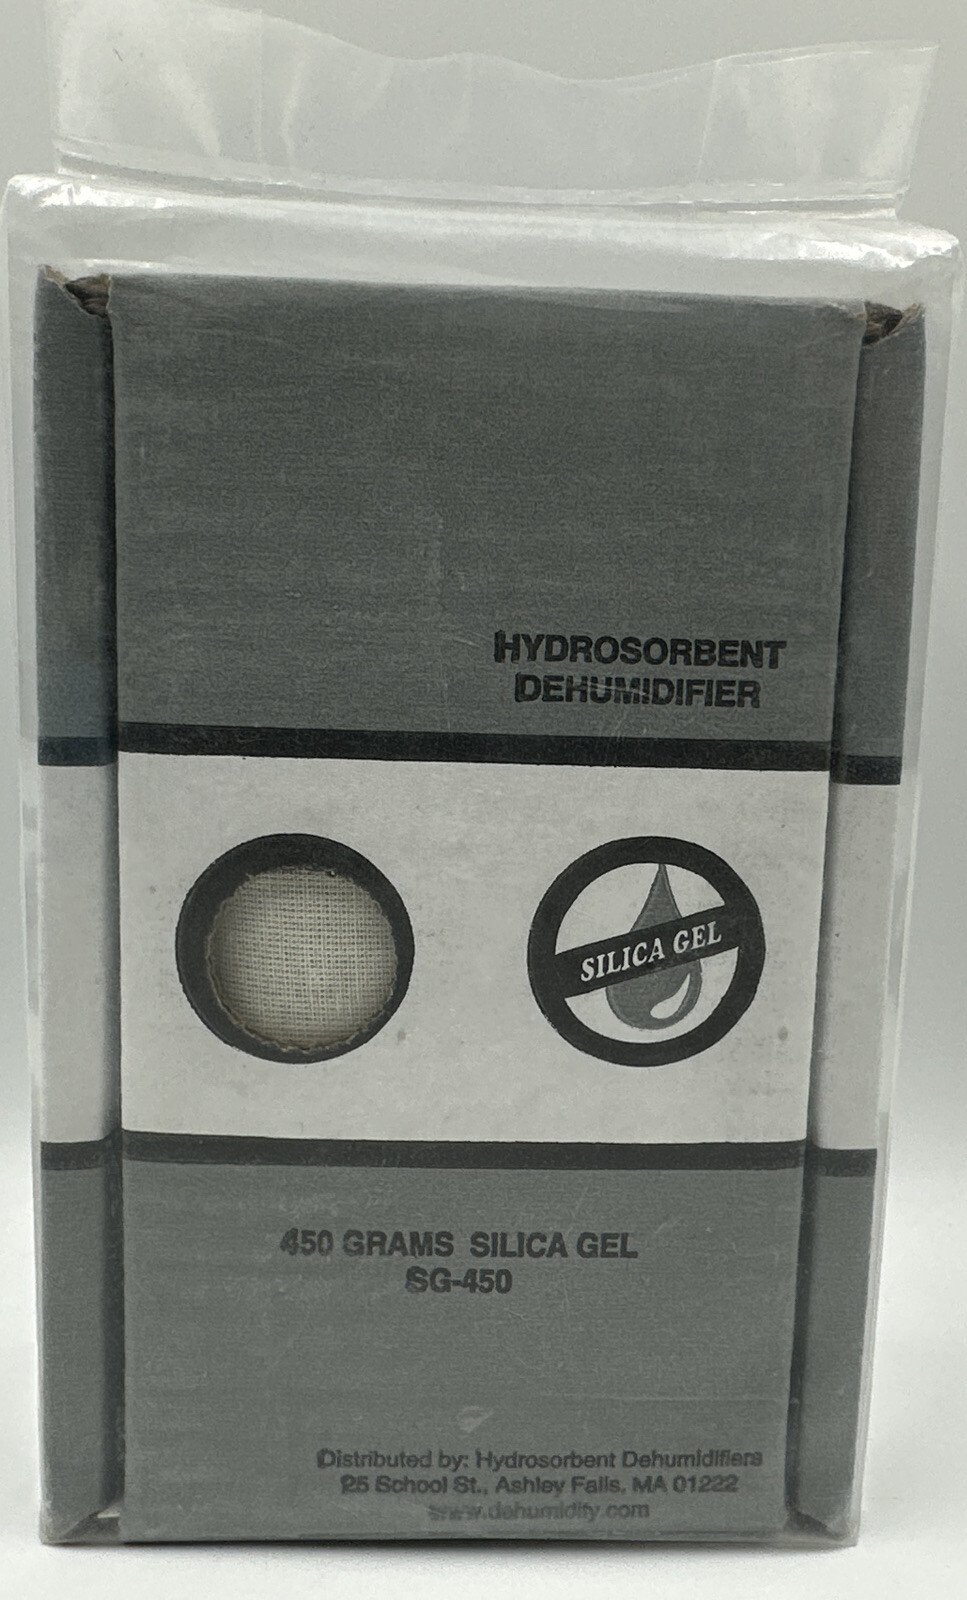 HYDROSORBENT
DEHUMIDIFIER
SILICA GEL
450 GRAMS SILICA GEL
SG-450
Distributed by: Hydrosorbent Dehumidifiers
25 School St., Ashley Falls, MA 01222
www.dehumidify.com